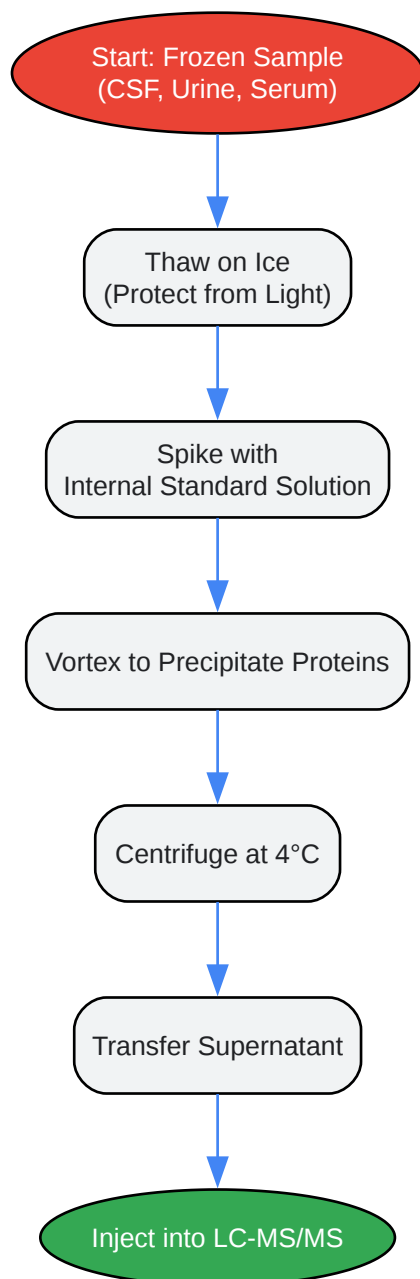 Start: Frozen Sample
(CSF, Urine, Serum)
Thaw on Ice
(Protect from Light)
Spike with
Internal Standard Solution
Vortex to Precipitate Proteins
Centrifuge at 4°C
Transfer Supernatant
Inject into LC-MS/MS